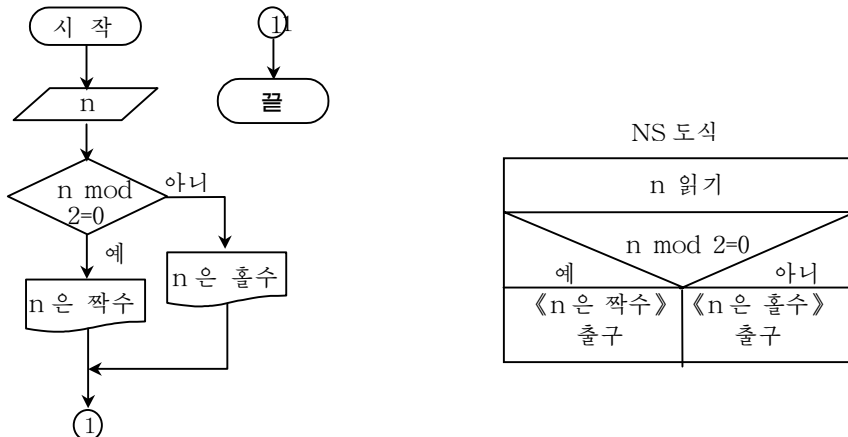 시 작
n
n mod
2=0
아니
예
n 은 짝수
n 은 홀수
1
11
끝
NS 도식
n 읽기
n mod 2=0
예
아니
《n 은 짝수》
출구
《n 은 홀수》
출구